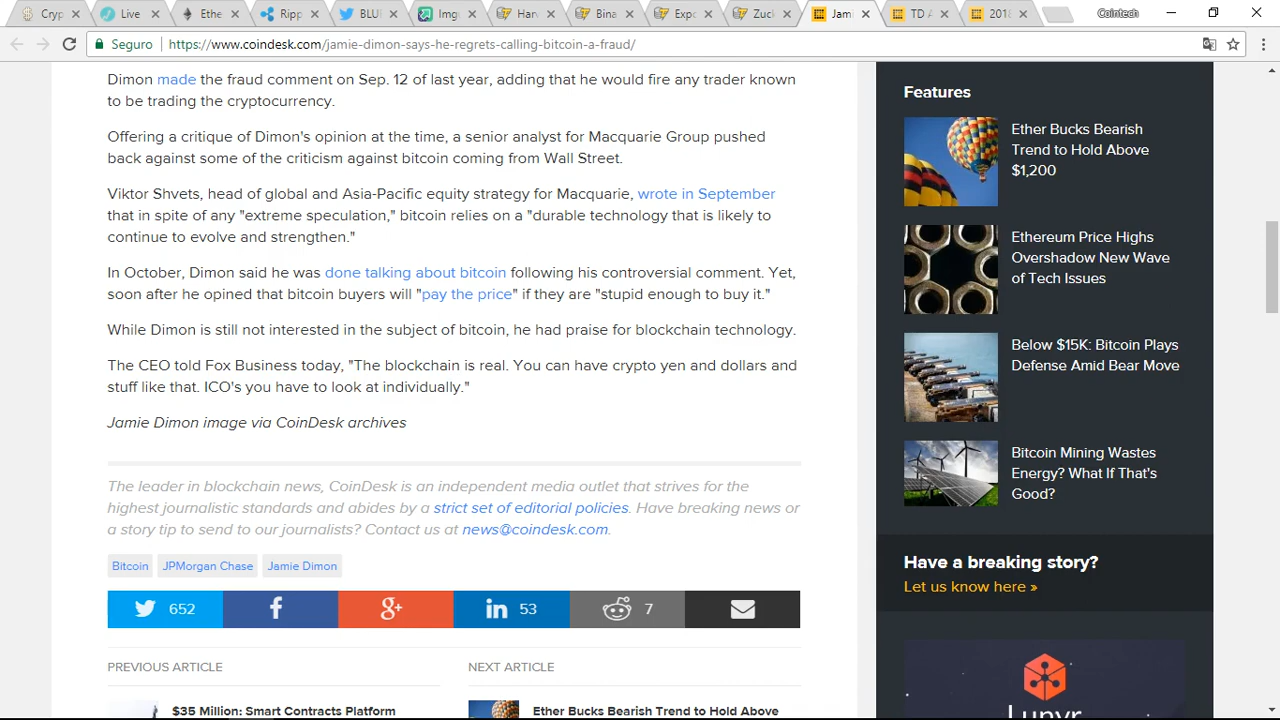 Cryp
Live
Ethe
Ripp
BLU
Img
Har
Bina
Exp
Zuck
Jam
TD A
2018
Cointech
Seguro
https://www.coindesk.com/jamie-dimon-says-he-regrets-calling-bitcoin-a-fraud/
Dimon made the fraud comment on Sep. 12 of last year, adding that he would fire any trader known
to be trading the cryptocurrency.
Offering a critique of Dimon's opinion at the time, a senior analyst for Macquarie Group pushed
back against some of the criticism against bitcoin coming from Wall Street.
Viktor Shvets, head of global and Asia-Pacific equity strategy for Macquarie, wrote in September
that in spite of any "extreme speculation," bitcoin relies on a "durable technology that is likely to
continue to evolve and strengthen."
In October, Dimon said he was done talking about bitcoin following his controversial comment. Yet,
soon after he opined that bitcoin buyers will "pay the price" if they are "stupid enough to buy it."
While Dimon is still not interested in the subject of bitcoin, he had praise for blockchain technology.
The CEO told Fox Business today, "The blockchain is real. You can have crypto yen and dollars and
stuff like that. ICO's you have to look at individually."
Jamie Dimon image via CoinDesk archives
The leader in blockchain news, CoinDesk is an independent media outlet that strives for the
highest journalistic standards and abides by a strict set of editorial policies. Have breaking news or
a story tip to send to our journalists? Contact us at news@coindesk.com.
Bitcoin
JPMorgan Chase
Jamie Dimon
652
53
7
PREVIOUS ARTICLE
NEXT ARTICLE
$35 Million: Smart Contracts Platform
Ether Bucks Bearish Trend to Hold Above
Features
Ether Bucks Bearish
Trend to Hold Above
$1,200
Ethereum Price Highs
Overshadow New Wave
of Tech Issues
Below $15K: Bitcoin Plays
Defense Amid Bear Move
Bitcoin Mining Wastes
Energy? What If That's
Good?
Have a breaking story?
Let us know here »
Lunyr